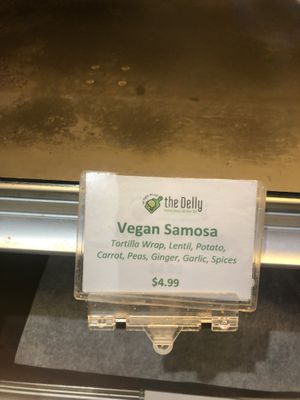 the Delly
Vegan Samosa
Tortilla Wrap, Lentil, Potato,
Carrot, Peas, Ginger, Garlic, Spices
$4.99